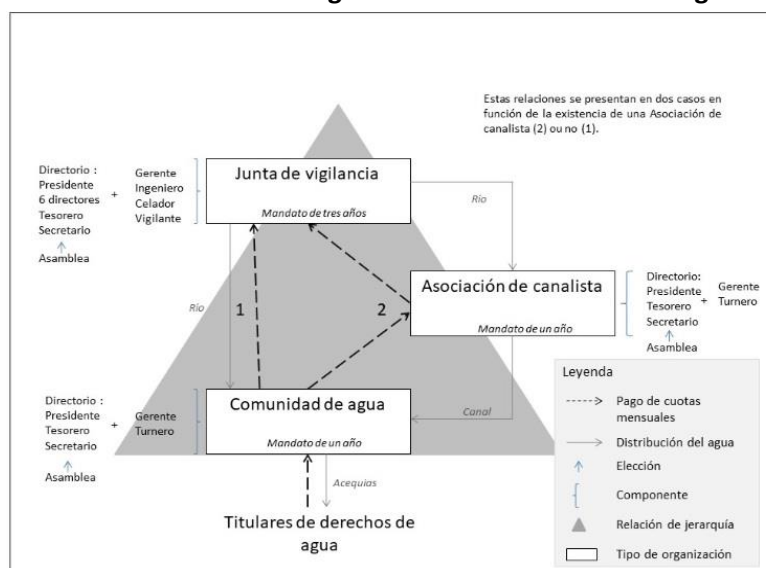 Estas relaciones se presentan en dos casos en
función de la existencia de una Asociación de
canalista (2) ou no (1).
Directorio :
Presidente
6 directores
Tesorero
Secretario
Asamblea
+
Gerente
Ingeniero
Celador
Vigilante
Junta de vigilancia
Mandato de tres años
Río
Río
1
2
Asociación de canalista
Mandato de un año
Directorio:
Presidente
Tesorero
Secretario
Asamblea
+
Gerente
Turnero
Directorio :
Presidente
Tesorero
Secretario
Asamblea
+
Gerente
Turnero
Comunidad de agua
Mandato de un año
Canal
Acequias
Titulares de derechos de
agua
Leyenda
Pago de cuotas
mensuales
Distribución del agua
Elección
Componente
Relación de jerarquía
Tipo de organización